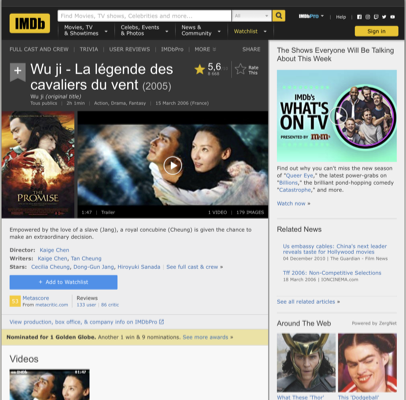 IMDb
Find Movies, TV shows, Celebrities and more...
All
IMDbPro
Help
Movies, TV & Showtimes
Celebs, Events & Photos
News & Community
Watchlist
Sign in
FULL CAST AND CREW | TRIVIA | USER REVIEWS | IMDbPro | MORE
SHARE
Wu ji - La légende des
cavaliers du vent (2005)
Wu ji (original title)
Tous publics | 2h 1min | Action, Drama, Fantasy | 15 March 2006 (France)
5,6
Rate
This
THE
PROMISE
1:47 | Trailer
1 VIDEO | 179 IMAGES
Empowered by the love of a slave (Jang), a royal concubine (Cheung) is given the chance to
make an extraordinary decision.
Director: Kaige Chen
Writers: Kaige Chen, Tan Cheung
Stars: Cecilia Cheung, Dong-Gun Jang, Hiroyuki Sanada | See full cast & crew »
+ Add to Watchlist
Metascore
From metacritic.com
Reviews
133 user | 86 critic
View production, box office, & company info on IMDbPro
Nominated for 1 Golden Globe. Another 1 win & 9 nominations. See more awards »
Videos
The Shows Everyone Will Be Talking
About This Week
IMDb's
WHAT'S
ON TV
PRESENTED BY
Find out why you can't miss the new season
of "Queer Eye," the latest power-grabs on
"Billions," the brilliant pond-hopping comedy
"Catastrophe," and more.
Watch now »
Related News
US embassy cables: China's next leader
reveals taste for Hollywood movies
04 December 2010 | The Guardian - Film News
Tiff 2006: Non-Competitive Selections
18 March 2006 | IONCINEMA.com
See all related articles »
Around The Web
Powered by ZergNet
What These 'Thor'
This 'Dodgeball'